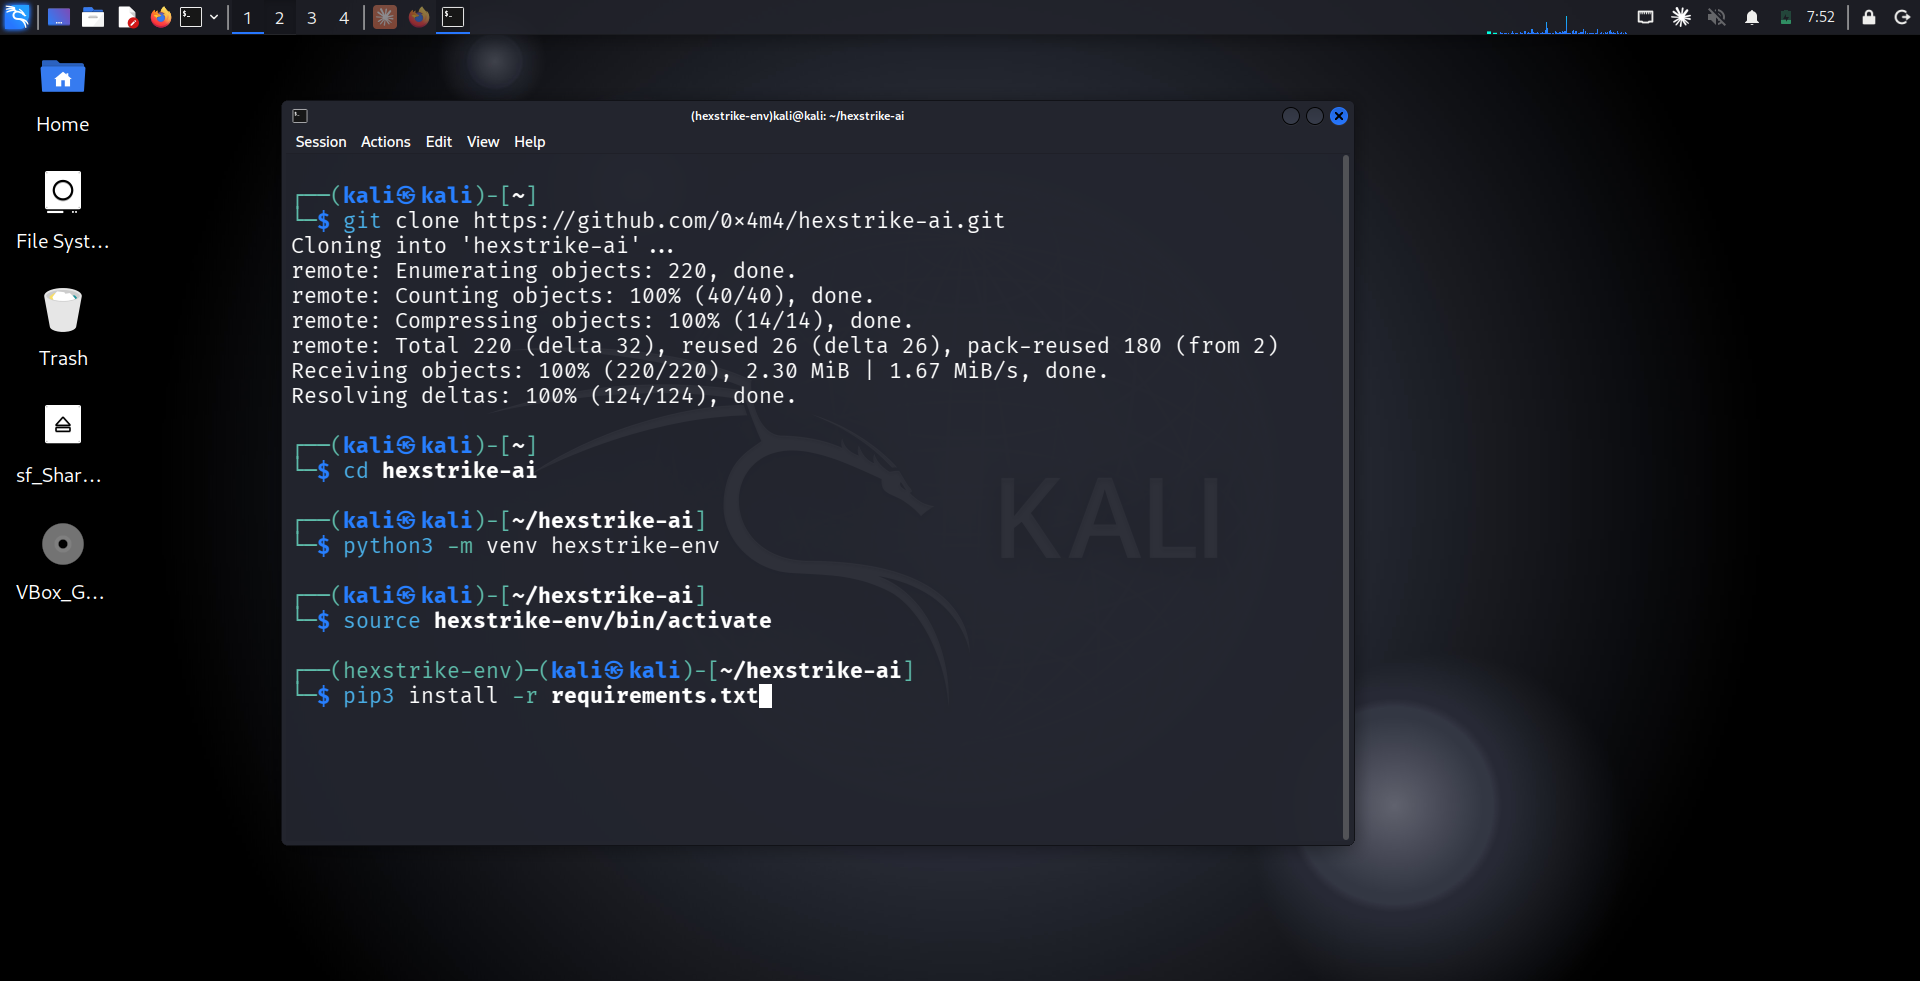 1 2 3 4
7:52
Home
File Syst...
Trash
sf_Shar...
VBox_G...
(hexstrike-env)kali@kali: ~/hexstrike-ai
Session Actions Edit View Help
┌──(kali㉿kali)-[~]
└─$ git clone https://github.com/0×4m4/hexstrike-ai.git
Cloning into 'hexstrike-ai'...
remote: Enumerating objects: 220, done.
remote: Counting objects: 100% (40/40), done.
remote: Compressing objects: 100% (14/14), done.
remote: Total 220 (delta 32), reused 26 (delta 26), pack-reused 180 (from 2)
Receiving objects: 100% (220/220), 2.30 MiB | 1.67 MiB/s, done.
Resolving deltas: 100% (124/124), done.
┌──(kali㉿kali)-[~]
└─$ cd hexstrike-ai
┌──(kali㉿kali)-[~/hexstrike-ai]
└─$ python3 -m venv hexstrike-env
┌──(kali㉿kali)-[~/hexstrike-ai]
└─$ source hexstrike-env/bin/activate
┌──(hexstrike-env)─(kali㉿kali)-[~/hexstrike-ai]
└─$ pip3 install -r requirements.txt
KALI